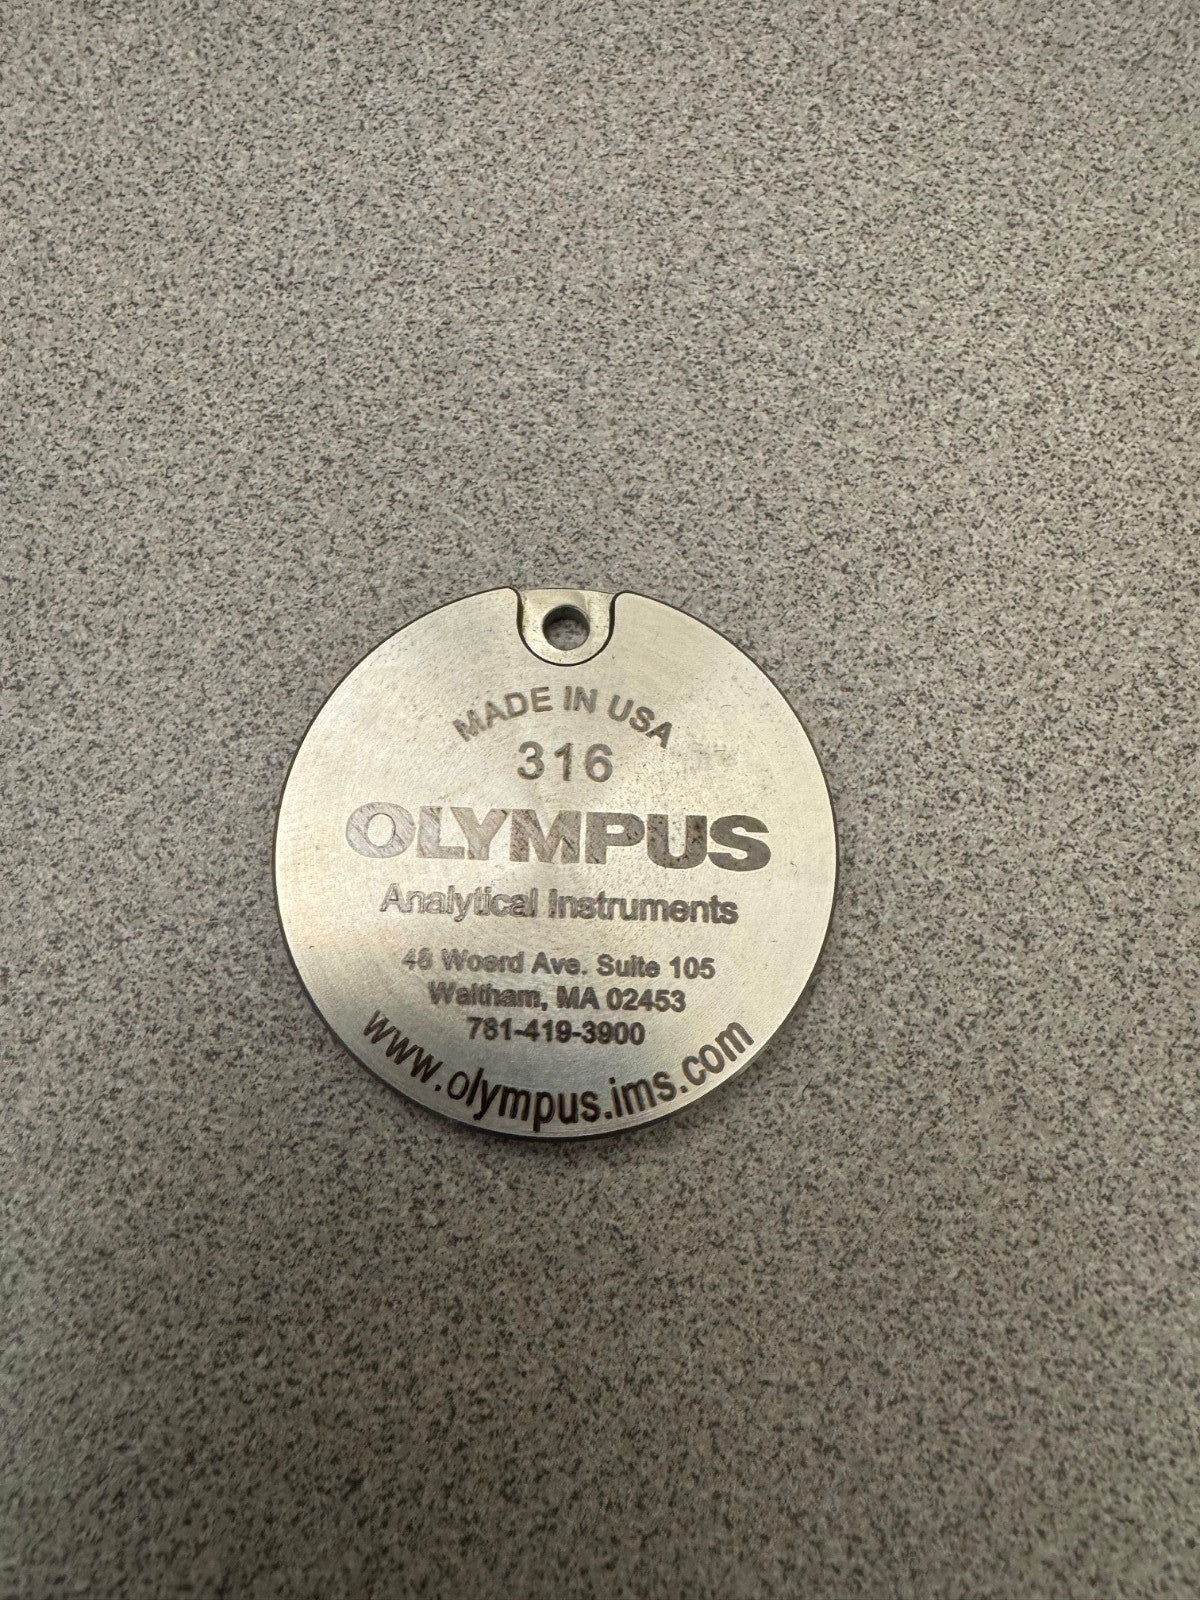 MADE IN USA
316
OLYMPUS
Analytical Instruments
48 Woerd Ave. Suite 105
Waltham, MA 02453
781-419-3900
www.olympus.ims.com